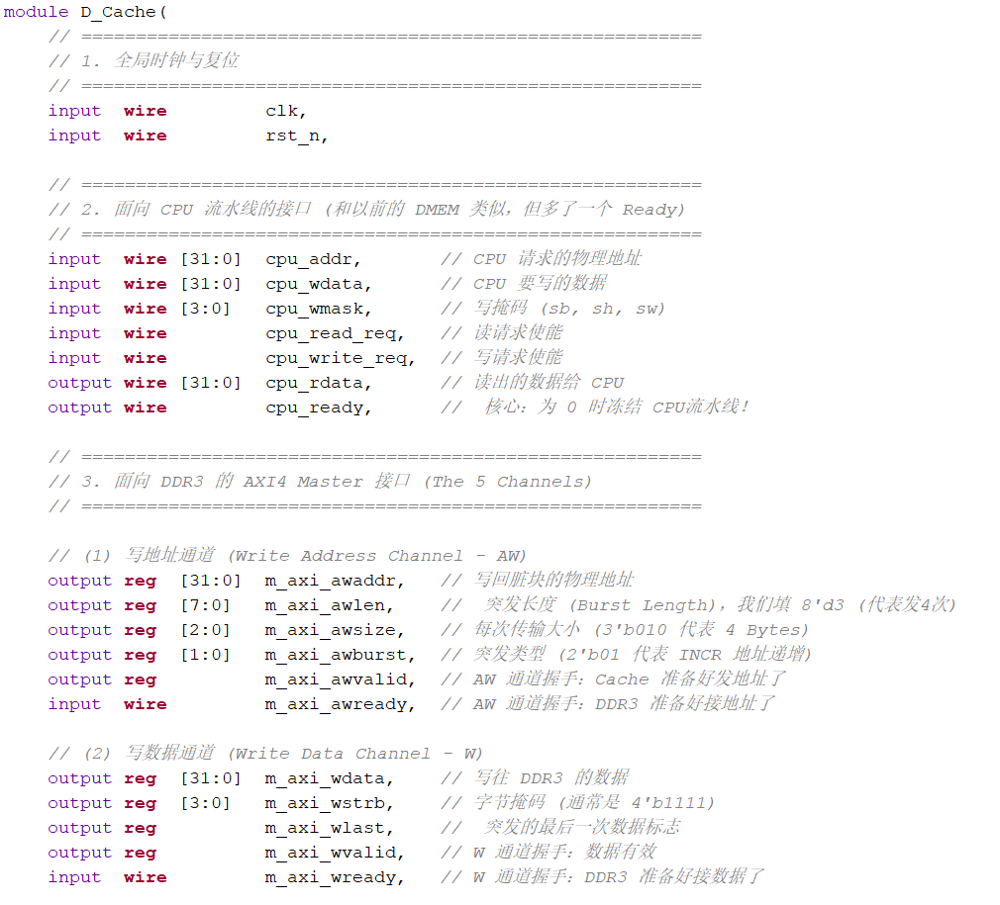 module D_Cache(
    // =========================================================
    // 1. 全局时钟与复位
    // =========================================================
    input  wire         clk,
    input  wire         rst_n,

    // =========================================================
    // 2. 面向 CPU 流水线的接口 (和以前的 DMEM 类似，但多了一个 Ready)
    // =========================================================
    input  wire [31:0]  cpu_addr,       // CPU 请求的物理地址
    input  wire [31:0]  cpu_wdata,      // CPU 要写的数据
    input  wire [3:0]   cpu_wmask,      // 写掩码 (sb, sh, sw)
    input  wire         cpu_read_req,   // 读请求使能
    input  wire         cpu_write_req,  // 写请求使能
    output wire [31:0]  cpu_rdata,      // 读出的数据给 CPU
    output wire         cpu_ready,      //  核心：为 0 时冻结 CPU流水线！

    // =========================================================
    // 3. 面向 DDR3 的 AXI4 Master 接口 (The 5 Channels)
    // =========================================================

    // (1) 写地址通道 (Write Address Channel - AW)
    output reg  [31:0]  m_axi_awaddr,   // 写回脏块的物理地址
    output reg  [7:0]   m_axi_awlen,    //  突发长度 (Burst Length)，我们填 8'd3 (代表发4次)
    output reg  [2:0]   m_axi_awsize,   // 每次传输大小 (3'b010 代表 4 Bytes)
    output reg  [1:0]   m_axi_awburst,  // 突发类型 (2'b01 代表 INCR 地址递增)
    output reg          m_axi_awvalid,  // AW 通道握手：Cache 准备好发地址了
    input  wire         m_axi_awready,  // AW 通道握手：DDR3 准备好接地址了

    // (2) 写数据通道 (Write Data Channel - W)
    output reg  [31:0]  m_axi_wdata,    // 写往 DDR3 的数据
    output reg  [3:0]   m_axi_wstrb,    // 字节掩码 (通常是 4'b1111)
    output reg          m_axi_wlast,    //  突发的最后一次数据标志
    output reg          m_axi_wvalid,   // W 通道握手：数据有效
    input  wire         m_axi_wready,   // W 通道握手：DDR3 准备好接数据了